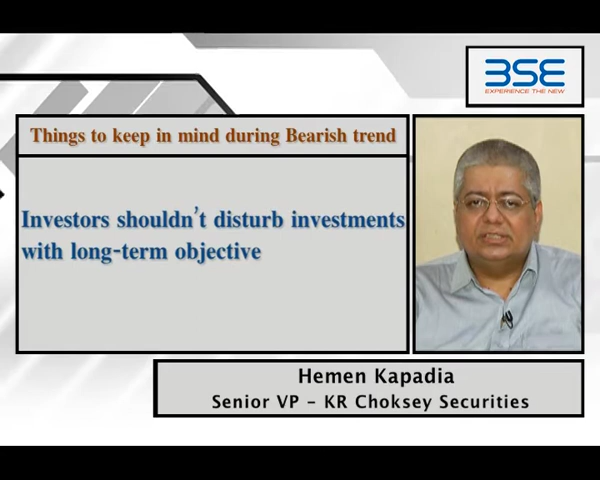 BSE
EXPERIENCE THE NEW
Things to keep in mind during Bearish trend
Investors shouldn't disturb investments
with long-term objective
Hemen Kapadia
Senior VP – KR Choksey Securities